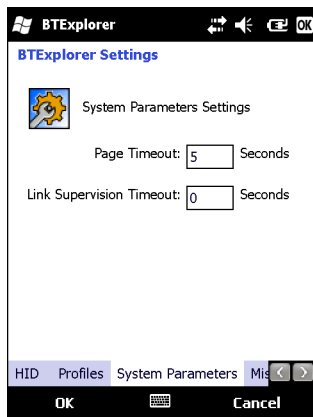 BTExplorer OK
BTExplorer Settings
System Parameters Settings
Page Timeout: 5 Seconds
Link Supervision Timeout: 0 Seconds
HID Profiles System Parameters Mis
OK Cancel